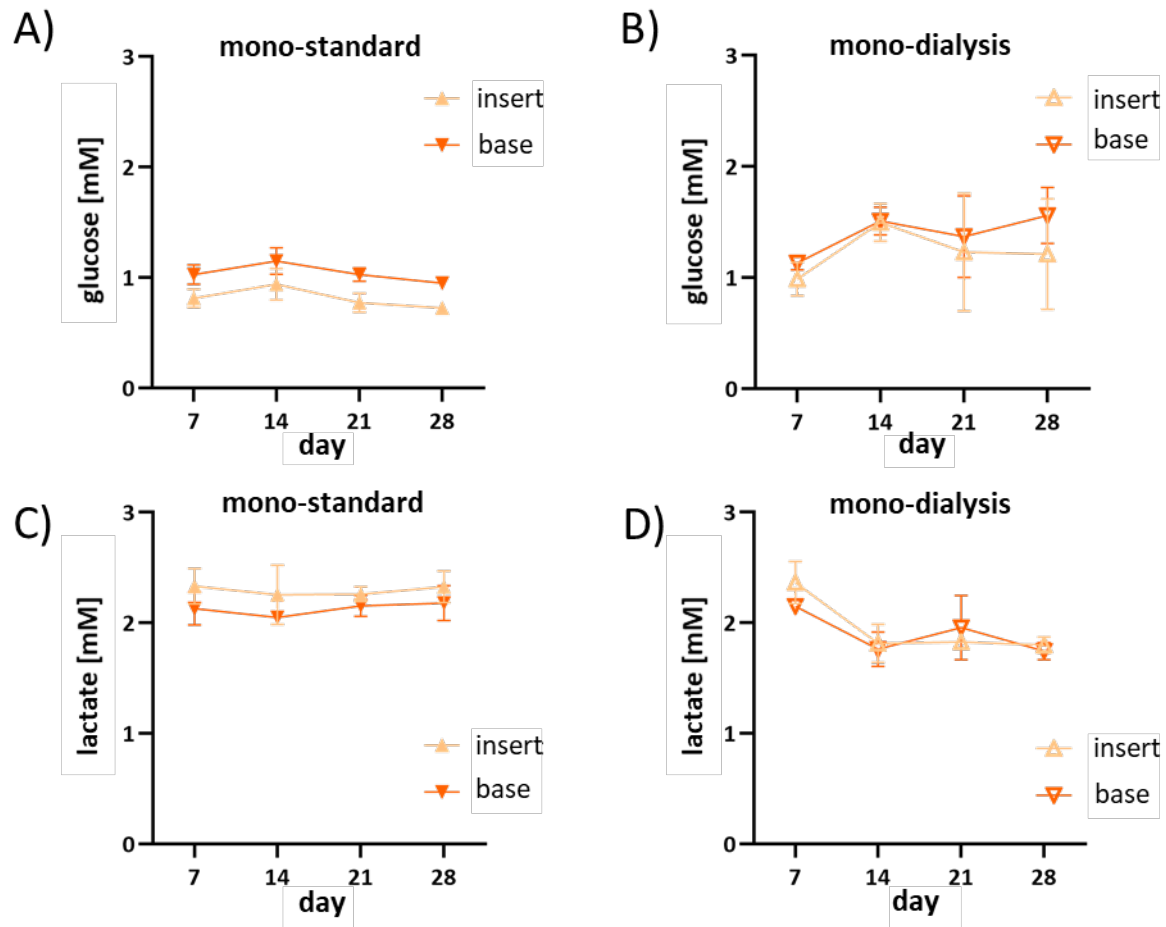 A)
mono-standard
3
2
1
0
glucose [mM]
insert
base
7 14 21 28
day
B)
mono-dialysis
3
2
1
0
glucose [mM]
insert
base
7 14 21 28
day
C)
mono-standard
3
2
1
0
lactate [mM]
insert
base
7 14 21 28
day
D)
mono-dialysis
3
2
1
0
lactate [mM]
insert
base
7 14 21 28
day